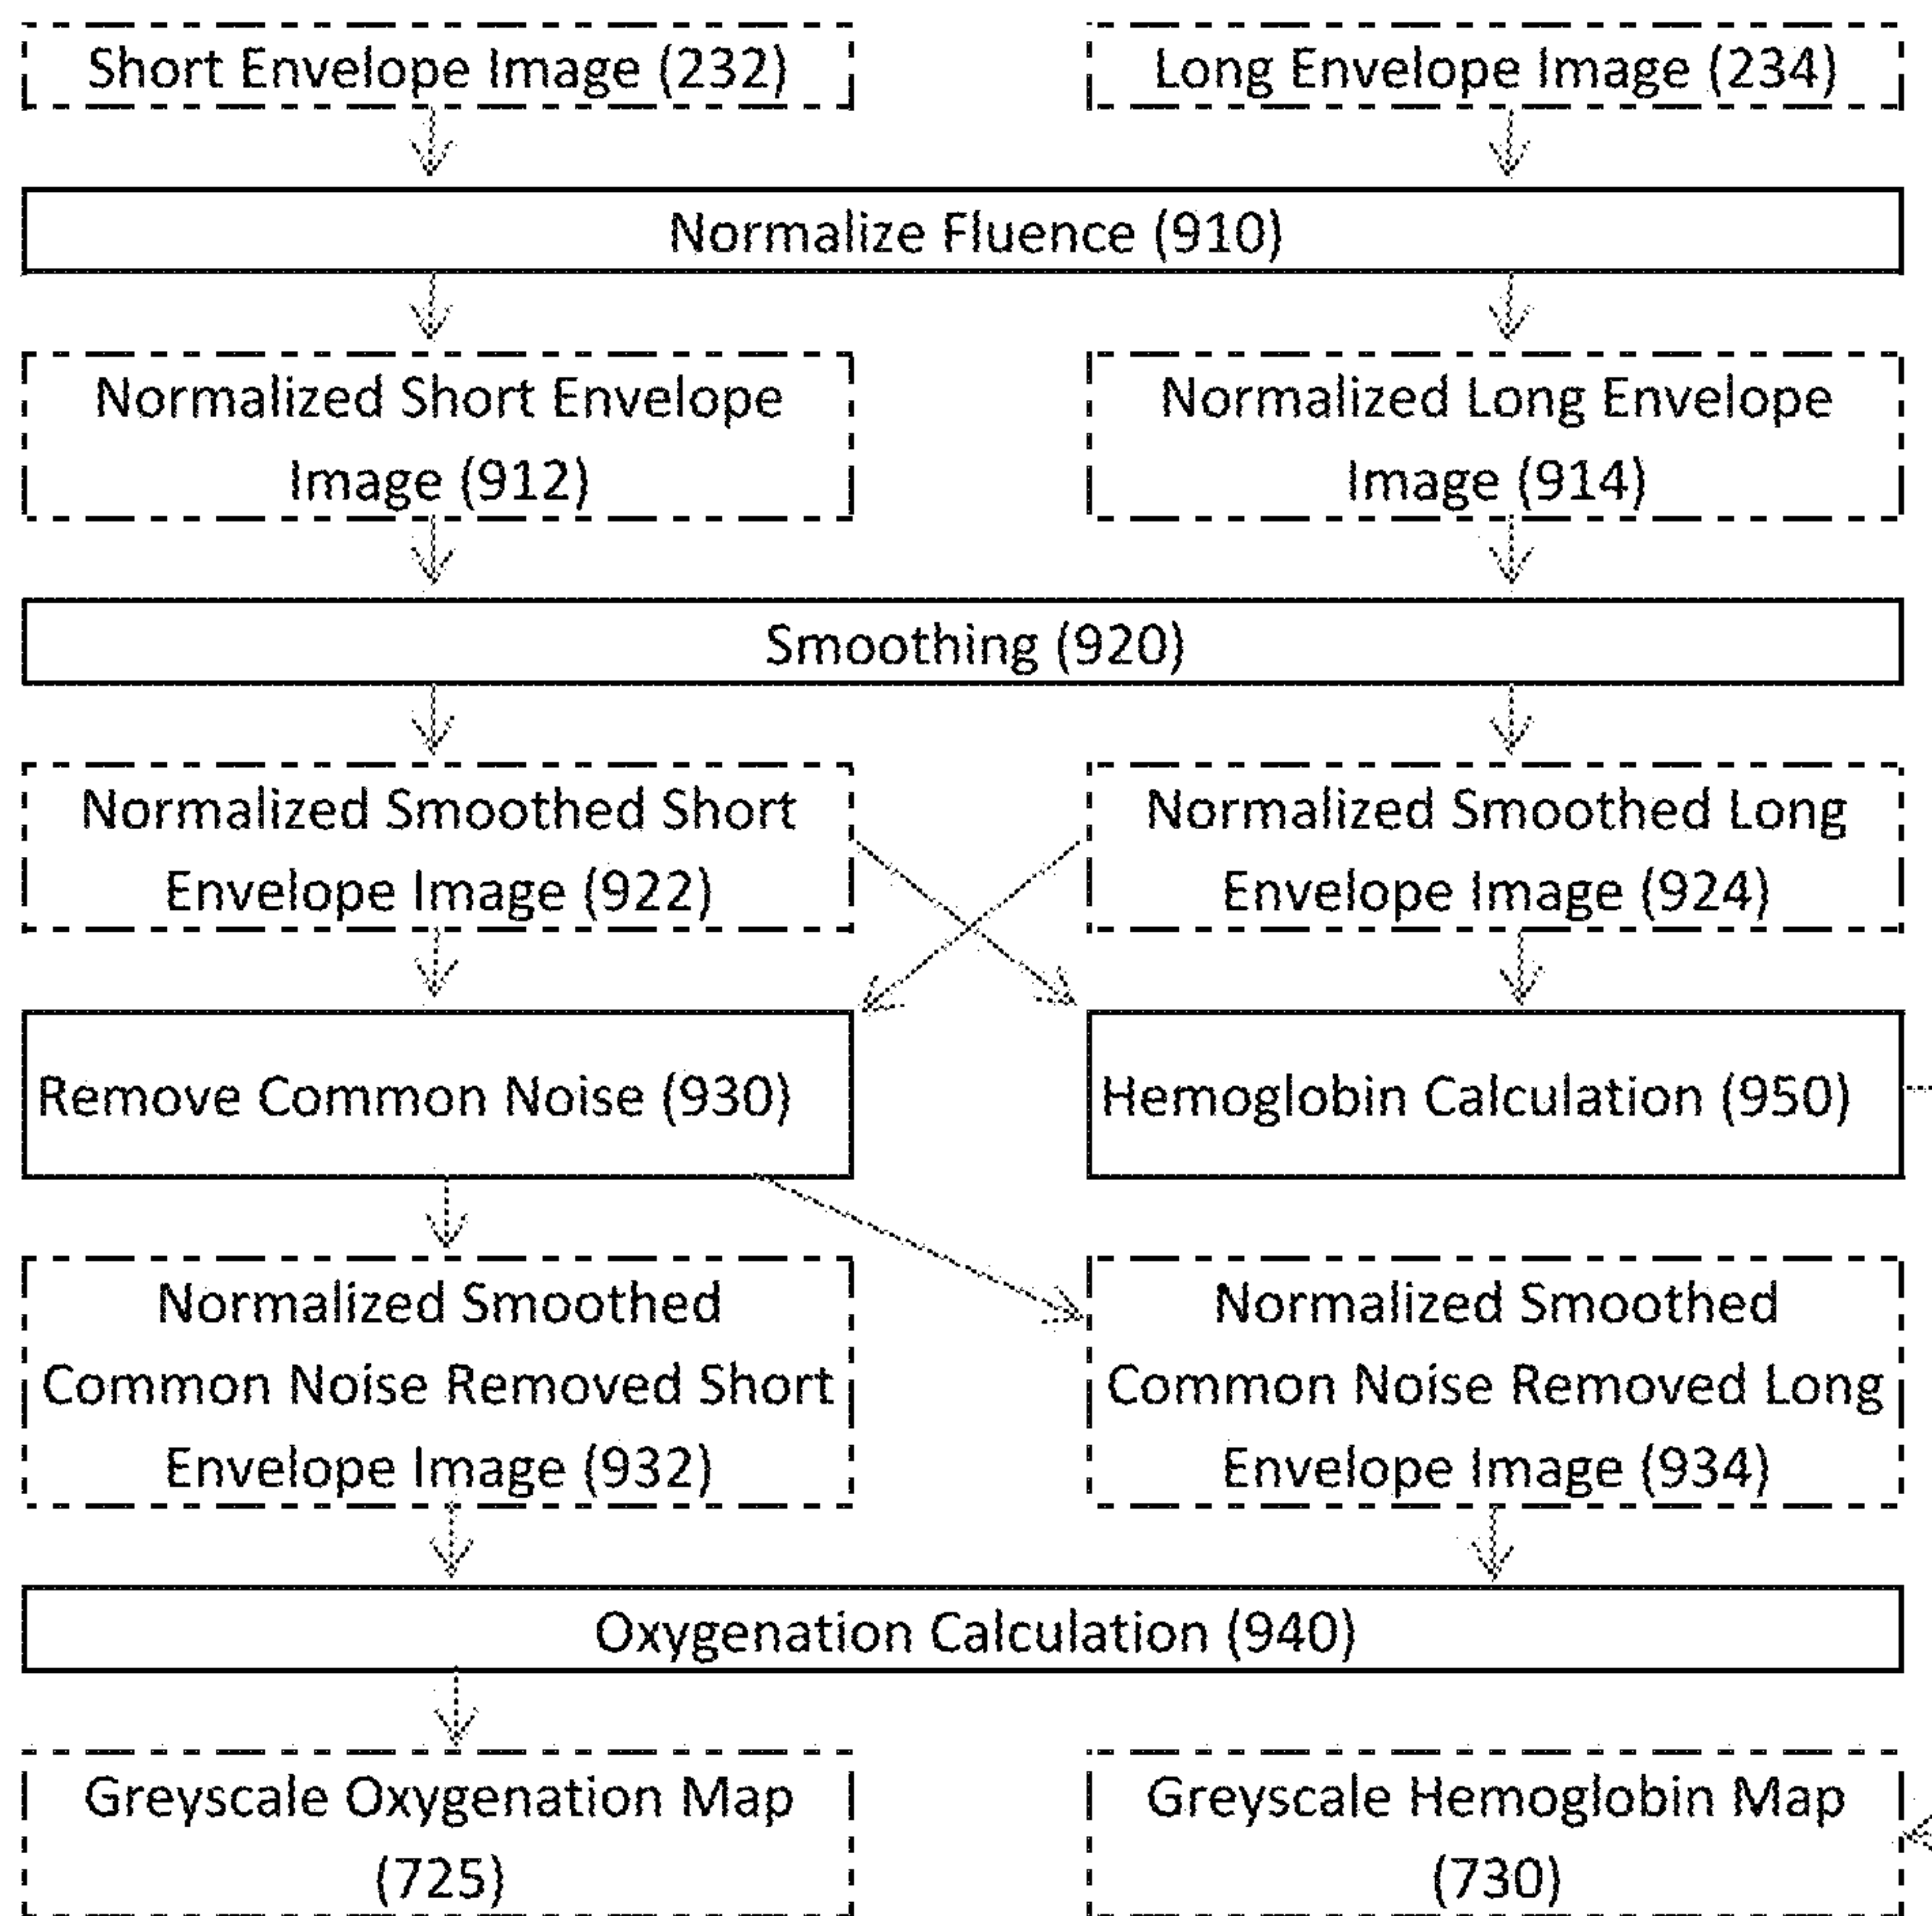 Short Envelope Image (232)
Long Envelope Image (234)
Normalize Fluence (910)
Normalized Short Envelope
Image (912)
Normalized Long Envelope
Image (914)
Smoothing (920)
Normalized Smoothed Short
Envelope Image (922)
Normalized Smoothed Long
Envelope Image (924)
Remove Common Noise (930)
Hemoglobin Calculation (950)
Normalized Smoothed
Common Noise Removed Short
Envelope Image (932)
Normalized Smoothed
Common Noise Removed Long
Envelope Image (934)
Oxygenation Calculation (940)
Greyscale Oxygenation Map
(725)
Greyscale Hemoglobin Map
(730)